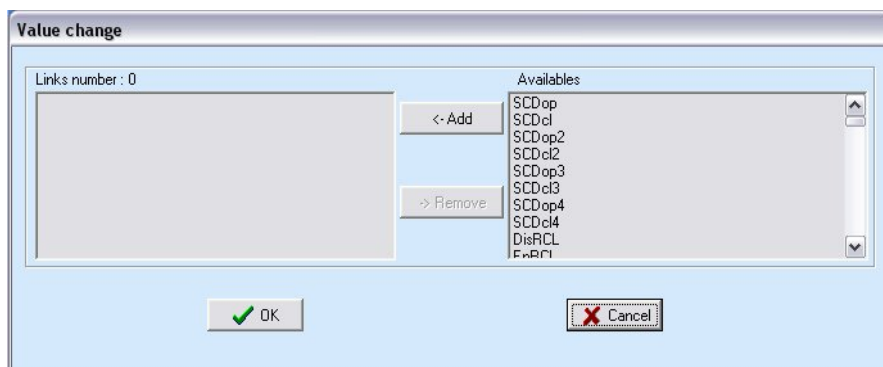 Value change
Links number : 0
Availables
<- Add
-> Remove
SCDop
SCDcl
SCDop2
SCDcl2
SCDop3
SCDcl3
SCDop4
SCDcl4
DisRCL
EnRCL
OK
Cancel